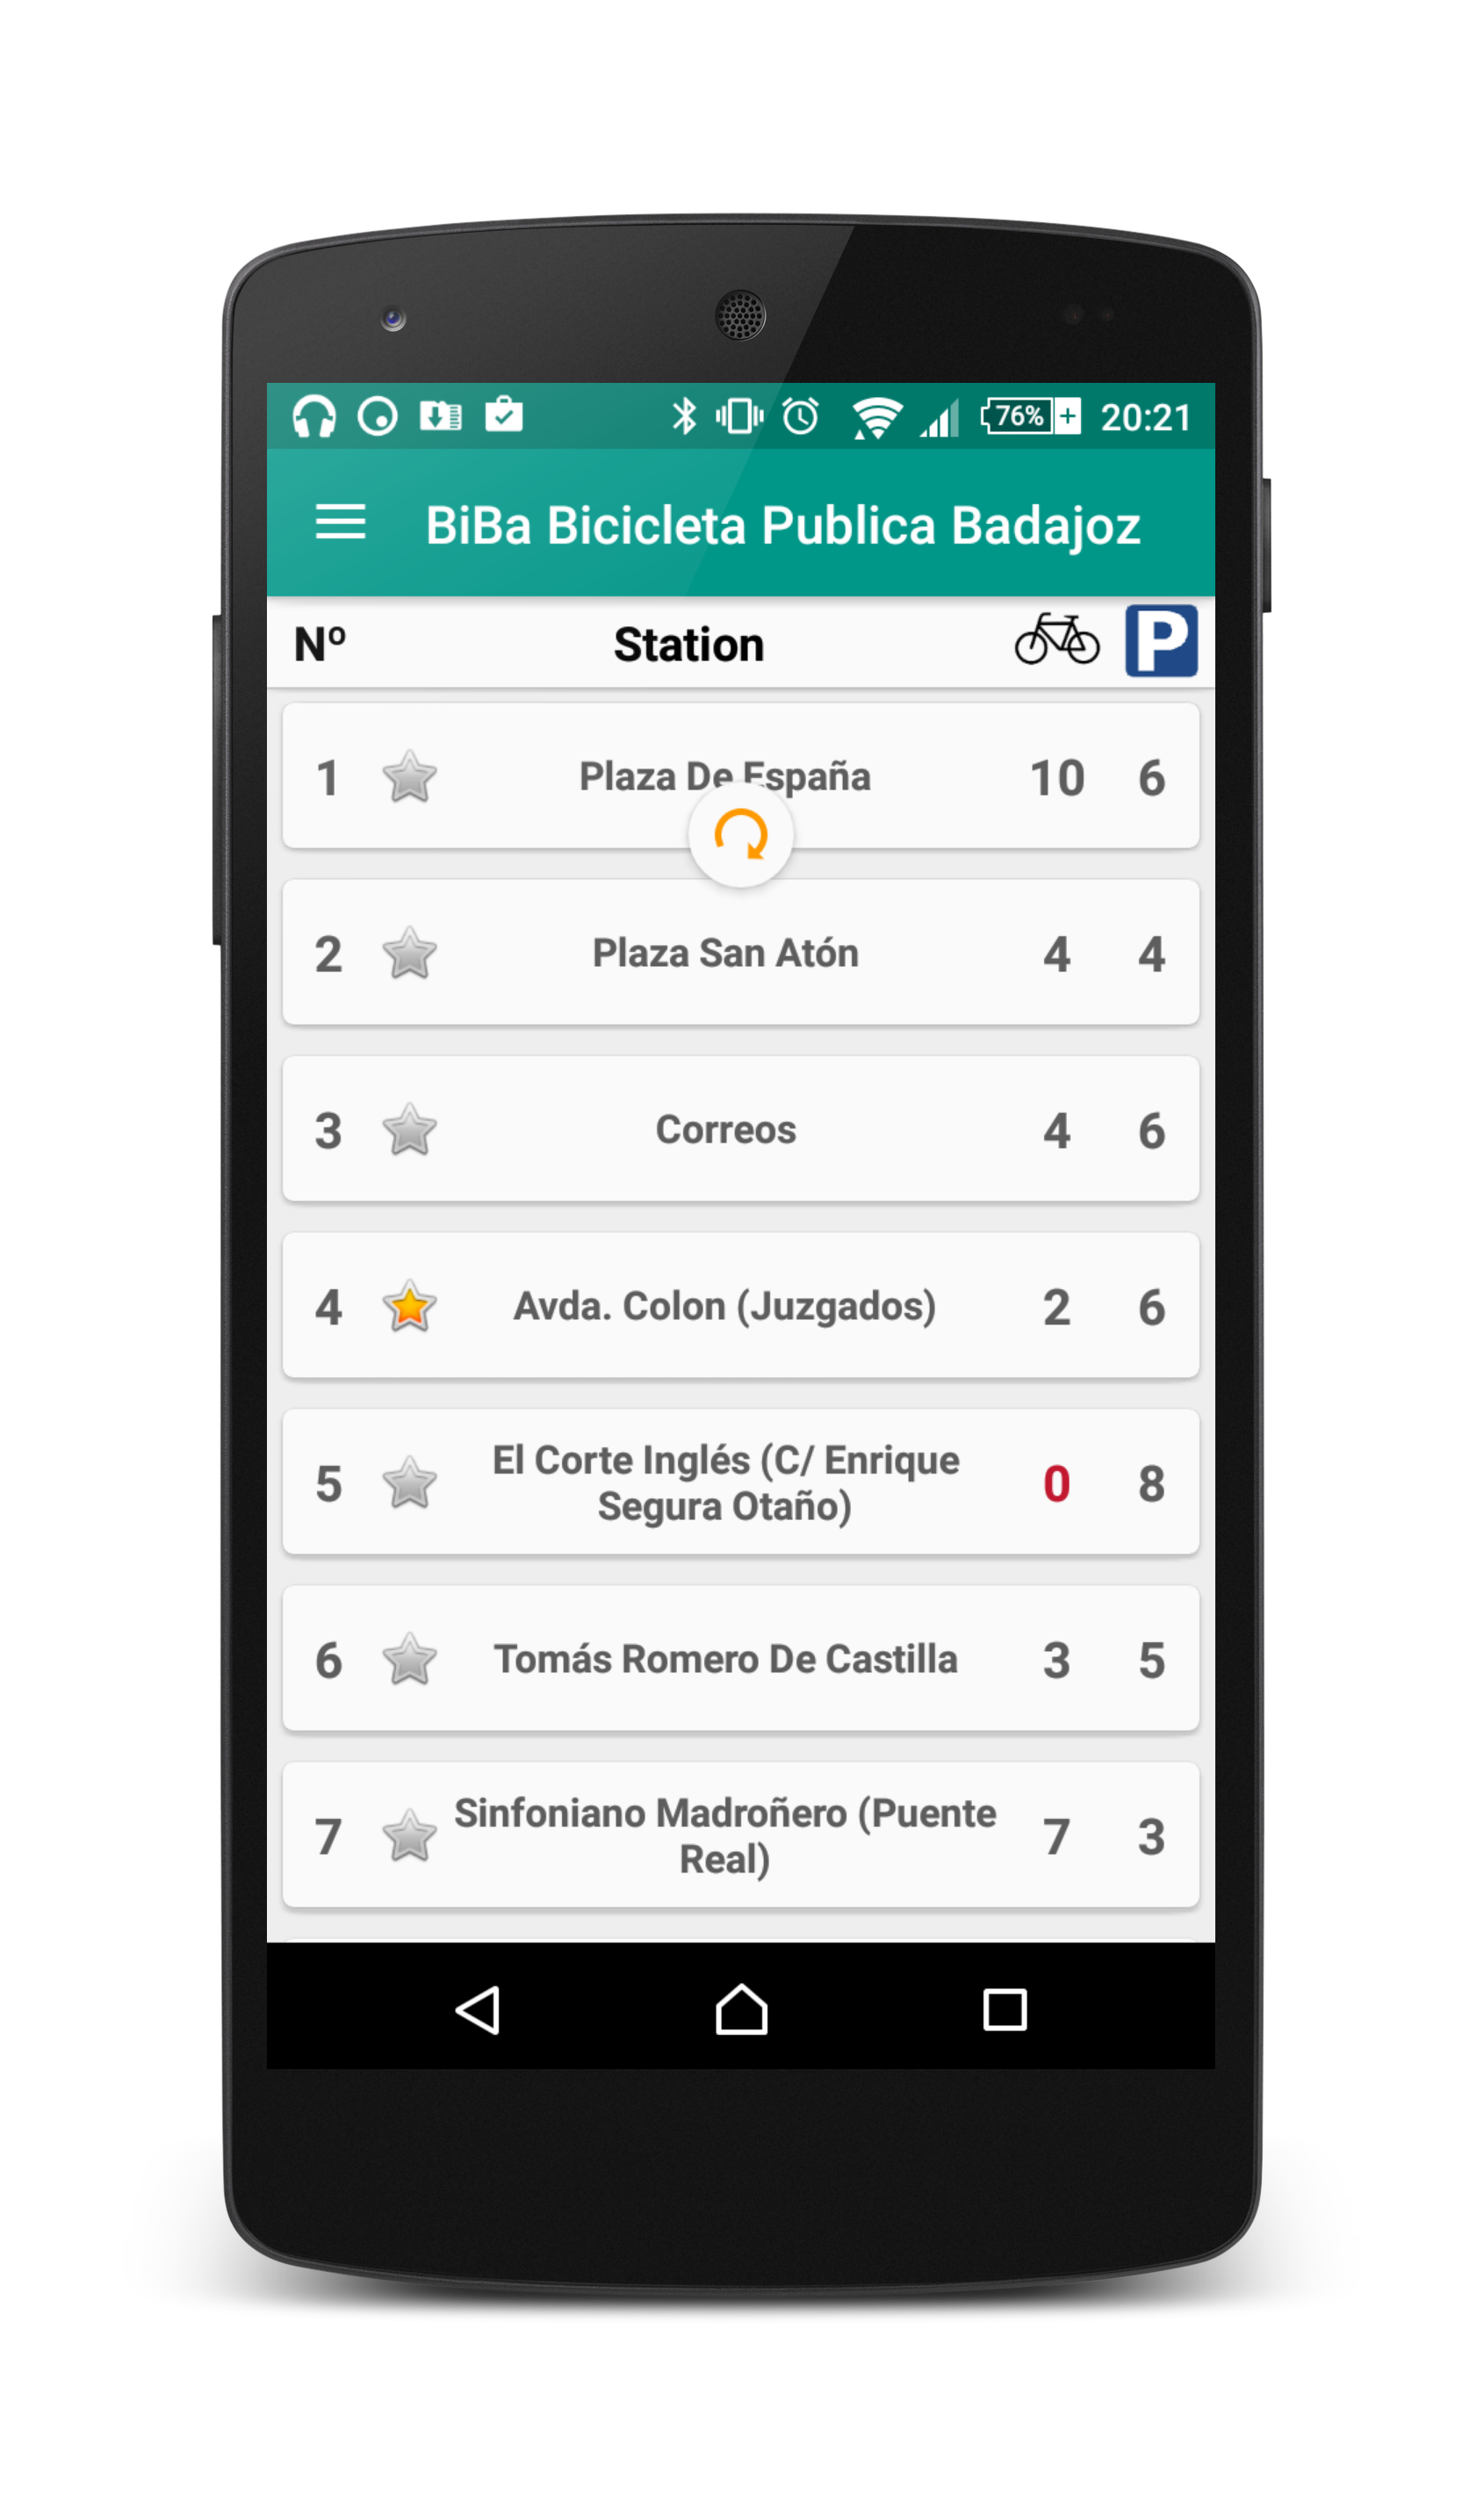 76% 20:21
BiBa Bicicleta Publica Badajoz
Nº Station P
1 Plaza De España 10 6
2 Plaza San Atón 4 4
3 Correos 4 6
4 Avda. Colon (Juzgados) 2 6
5 El Corte Inglés (C/ Enrique
Segura Otaño) 0 8
6 Tomás Romero De Castilla 3 5
7 Sinfoniano Madroñero (Puente
Real) 7 3